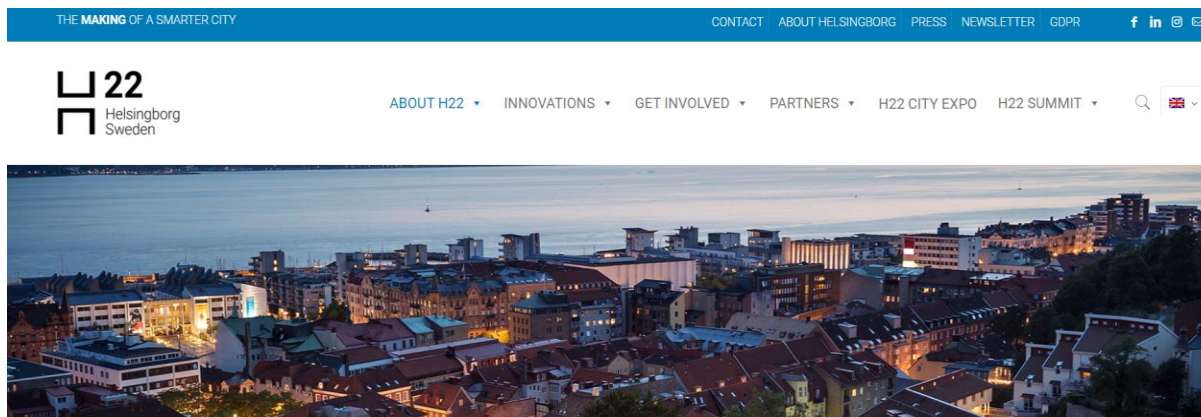 THE MAKING OF A SMARTER CITY
CONTACT ABOUT HELSINGBORG PRESS NEWSLETTER GDPR
22
Helsingborg
Sweden
ABOUT H22 INNOVATIONS GET INVOLVED PARTNERS H22 CITY EXPO H22 SUMMIT